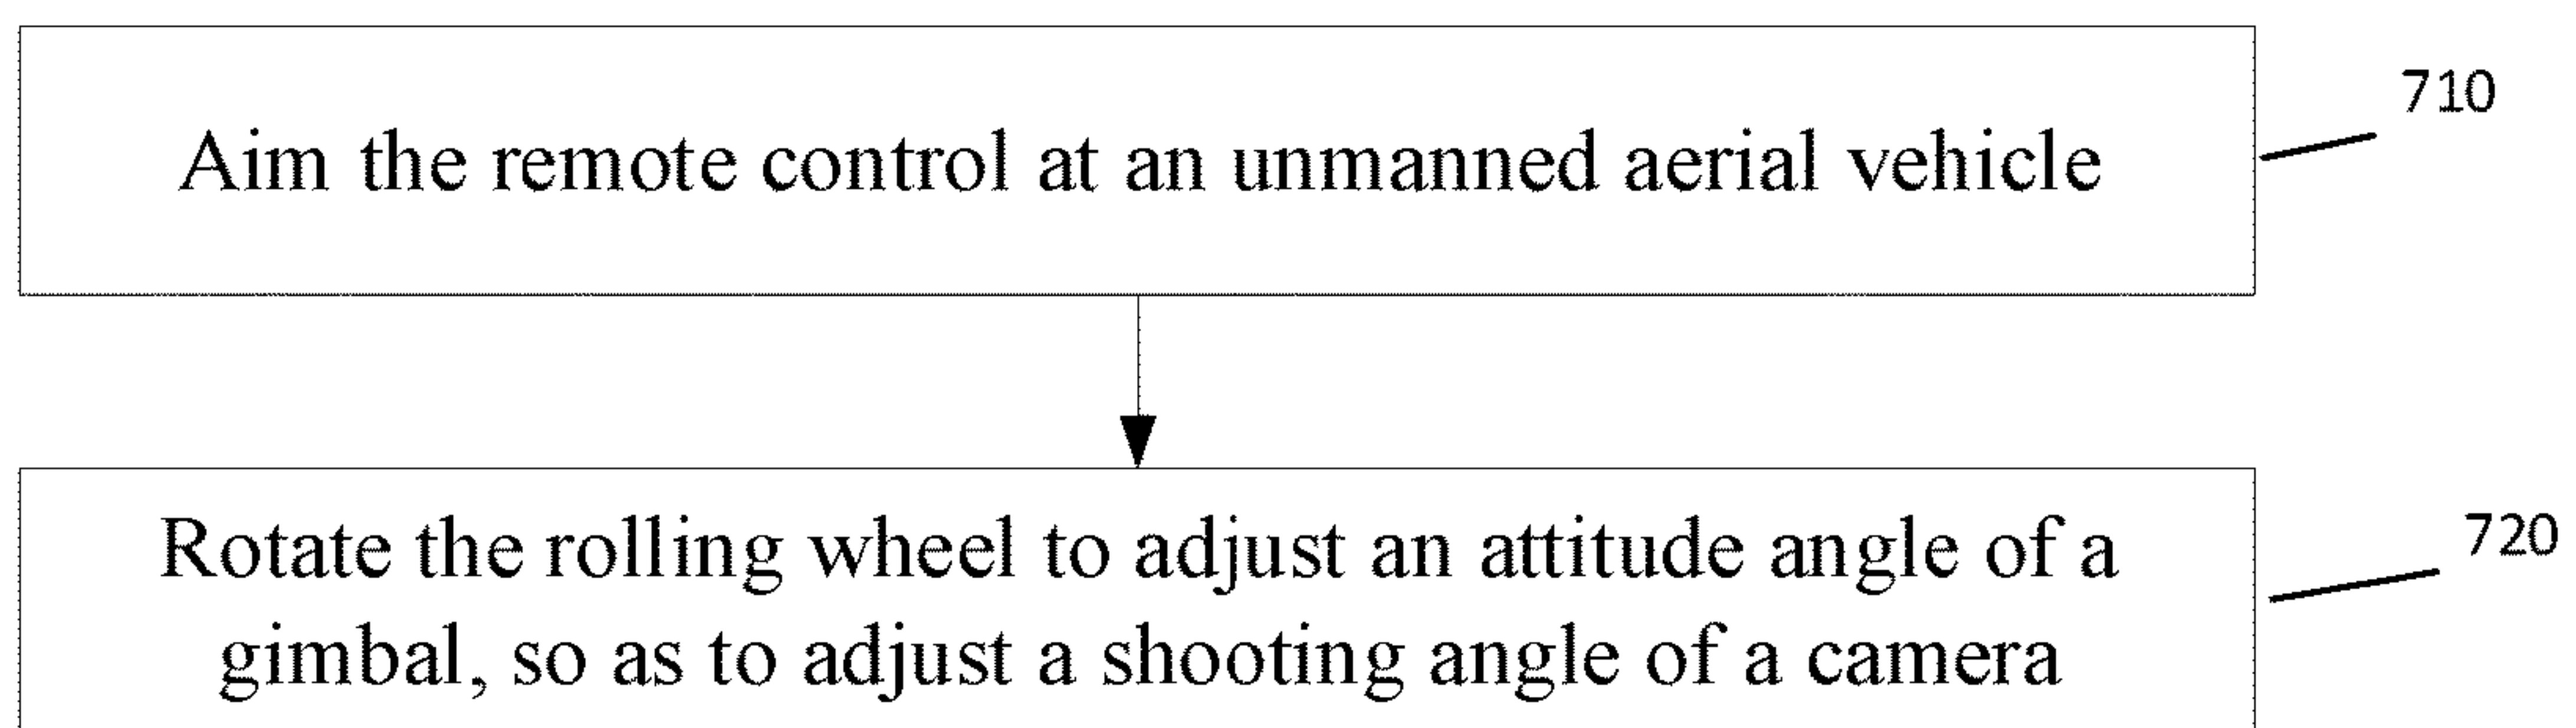 Aim the remote control at an unmanned aerial vehicle
710
Rotate the rolling wheel to adjust an attitude angle of a
gimbal, so as to adjust a shooting angle of a camera
720